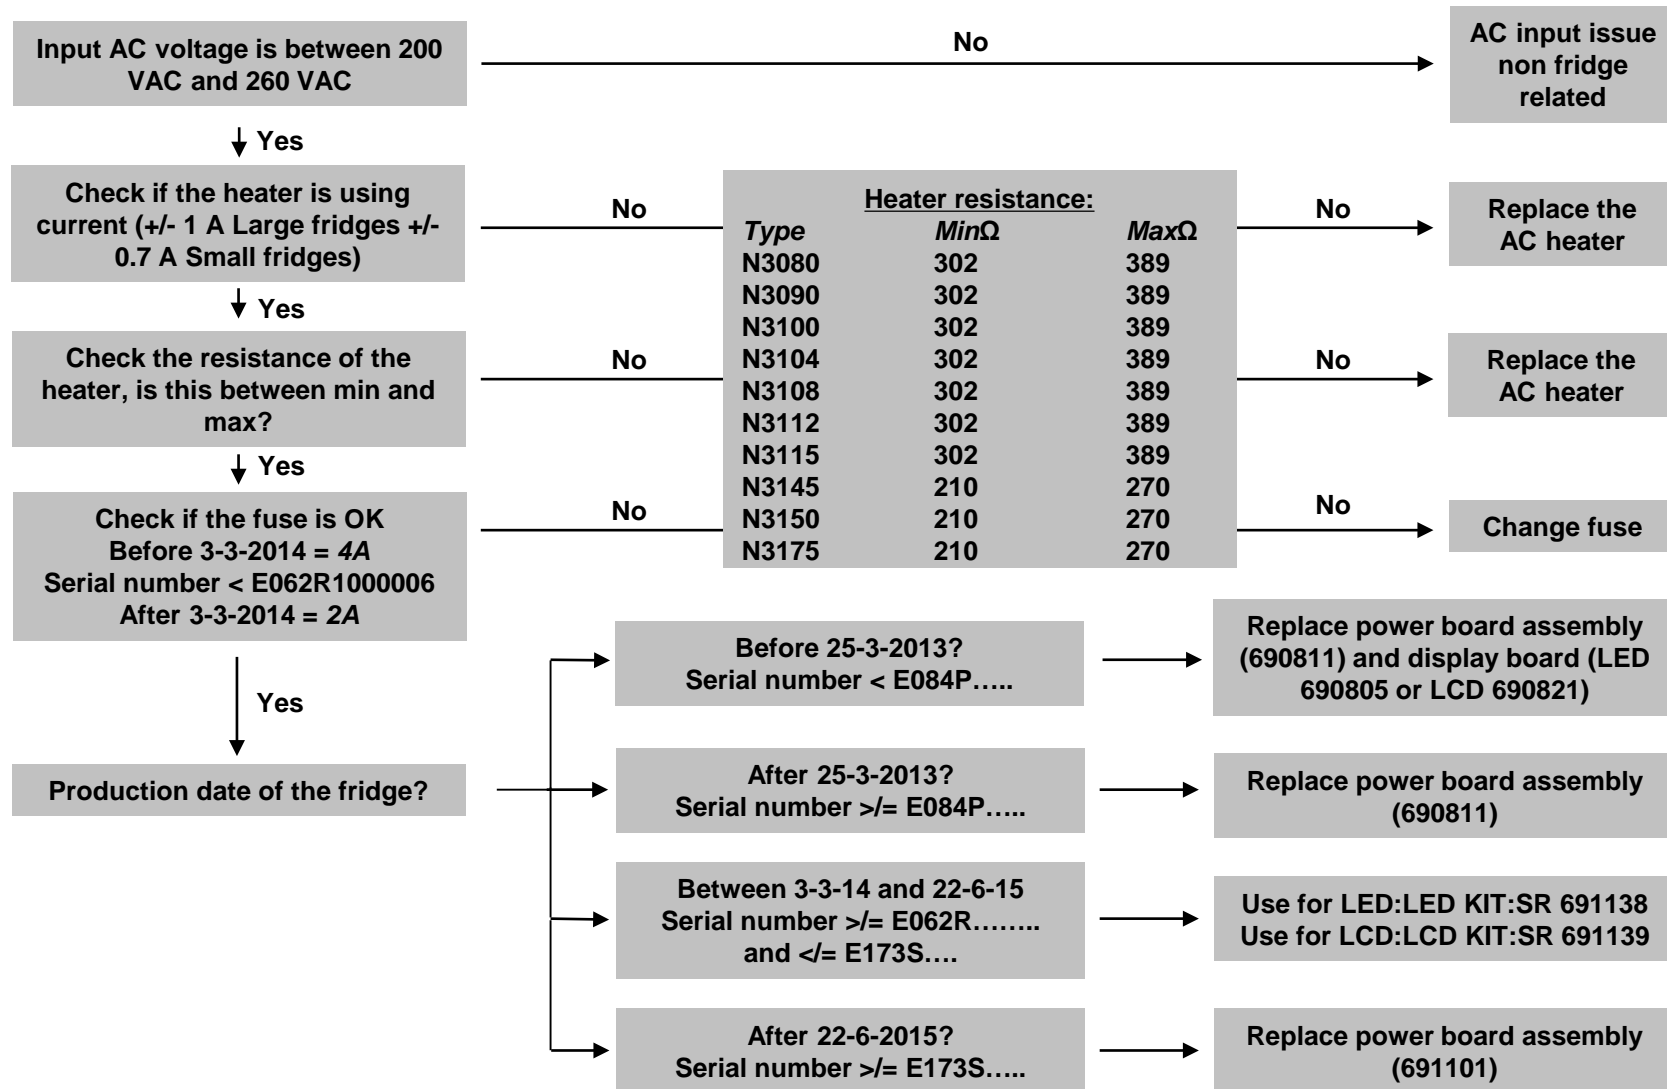 Input AC voltage is between 200
VAC and 260 VAC
No
AC input issue
non fridge
related
Yes
Check if the heater is using
current (+/- 1 A Large fridges +/-
0.7 A Small fridges)
No
Heater resistance:
Type MinΩ MaxΩ
N3080 302 389
N3090 302 389
N3100 302 389
N3104 302 389
N3108 302 389
N3112 302 389
N3115 302 389
N3145 210 270
N3150 210 270
N3175 210 270
No
Replace the
AC heater
Yes
Check the resistance of the
heater, is this between min and
max?
No
No
Replace the
AC heater
Yes
Check if the fuse is OK
Before 3-3-2014 = 4A
Serial number < E062R1000006
After 3-3-2014 = 2A
No
No
Change fuse
Yes
Production date of the fridge?
Before 25-3-2013?
Serial number < E084P…..
Replace power board assembly
(690811) and display board (LED
690805 or LCD 690821)
After 25-3-2013?
Serial number >/= E084P…..
Replace power board assembly
(690811)
Between 3-3-14 and 22-6-15
Serial number >/= E062R……..
and </= E173S….
Use for LED:LED KIT:SR 691138
Use for LCD:LCD KIT:SR 691139
After 22-6-2015?
Serial number >/= E173S…..
Replace power board assembly
(691101)